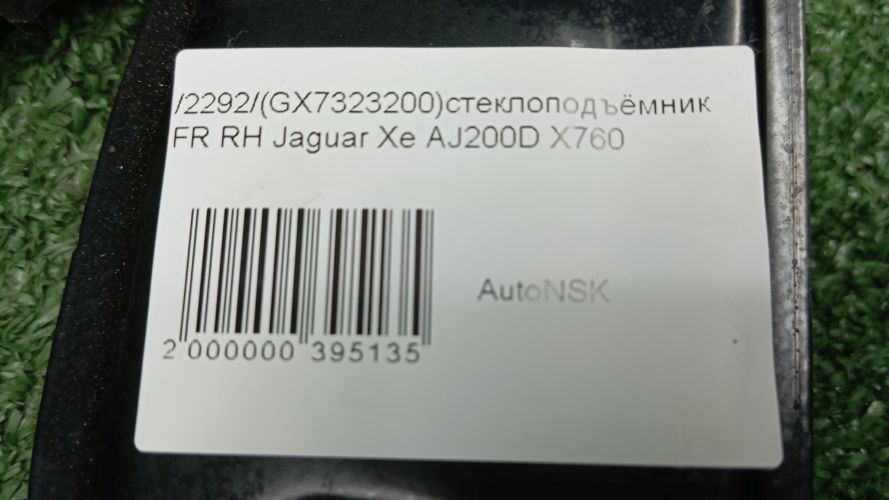 /2292/(GX7323200)стеклоподъёмник
FR RH Jaguar Xe AJ200D X760
AutoNSK
2 000000 395135